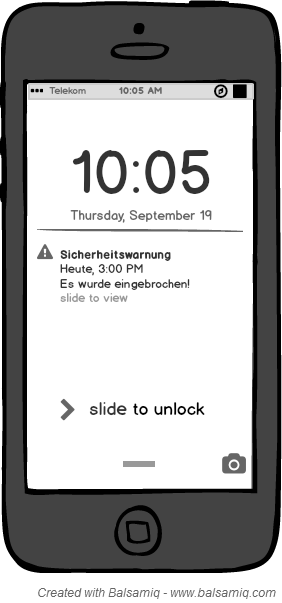 Telekom 10:05 AM
10:05
Thursday, September 19
Sicherheitswarnung
Heute, 3:00 PM
Es wurde eingebrochen!
slide to view
slide to unlock
Created with Balsamiq - www.balsamiq.com